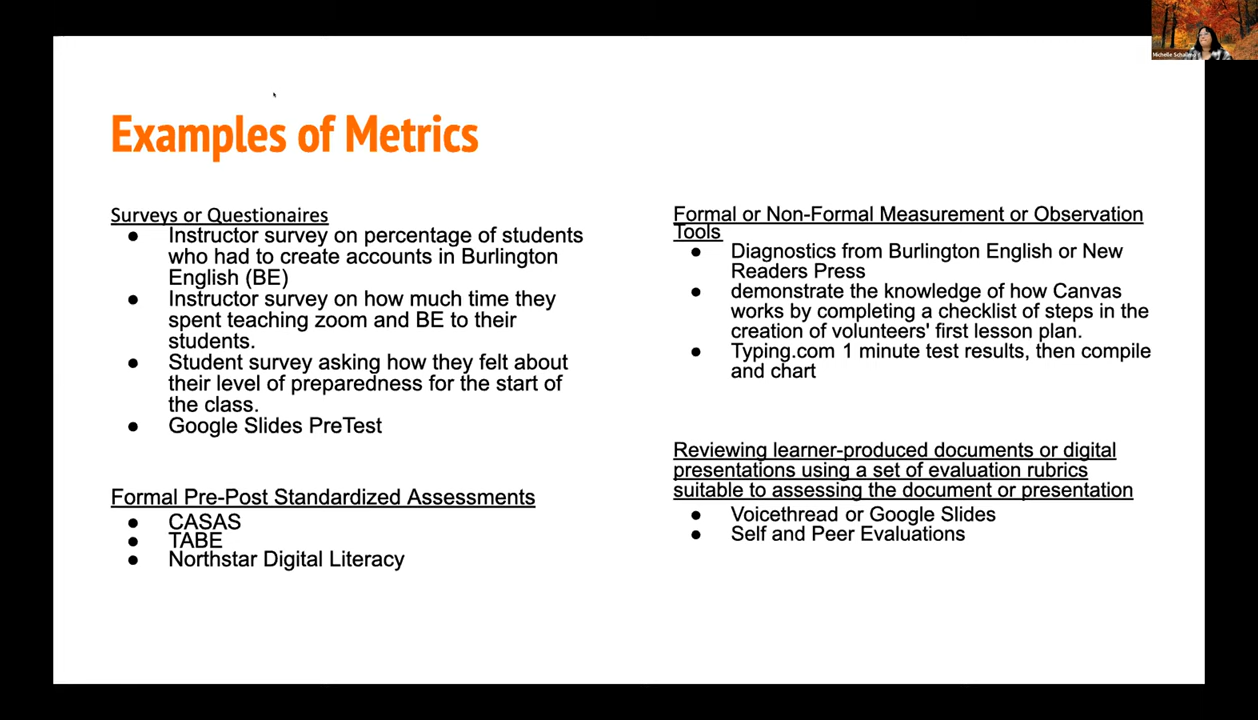 Examples of Metrics
Surveys or Questionaires
● Instructor survey on percentage of students
who had to create accounts in Burlington
English (BE)
● Instructor survey on how much time they
spent teaching zoom and BE to their
students.
● Student survey asking how they felt about
their level of preparedness for the start of
the class.
● Google Slides PreTest
Formal Pre-Post Standardized Assessments
● CASAS
● TABE
● Northstar Digital Literacy
Formal or Non-Formal Measurement or Observation
Tools
● Diagnostics from Burlington English or New
Readers Press
● demonstrate the knowledge of how Canvas
works by completing a checklist of steps in the
creation of volunteers' first lesson plan.
● Typing.com 1 minute test results, then compile
and chart
Reviewing learner-produced documents or digital
presentations using a set of evaluation rubrics
suitable to assessing the document or presentation
● Voicethread or Google Slides
● Self and Peer Evaluations
Michelle